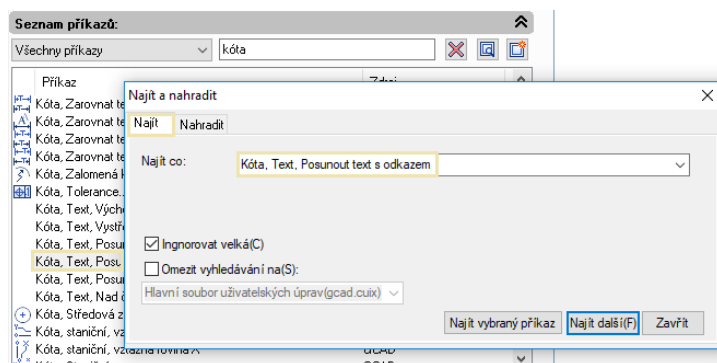 Seznam příkazů:
Všechny příkazy
kóta
Příkaz
Kóta, Zarovnat te
Kóta, Zarovnat te
Kóta, Zarovnat te
Kóta, Zarovnat te
Kóta, Zalomená
Kóta, Tolerance..
Kóta, Text, Vých
Kóta, Text, Vystř
Kóta, Text, Posu
Kóta, Text, Posu
Kóta, Text, Posu
Kóta, Text, Nad
Kóta, Středová z
Kóta, staniční, vz
Kóta, staniční, vztažná rovina X
Najít a nahradit
Najít
Nahradit
Najít co:
Kóta, Text, Posunout text s odkazem
Ingnorovat velká(C)
Omezit vyhledávání na(S):
Hlavní soubor uživatelských úprav(gcad.cuix)
Najít vybraný příkaz
Najít další(F)
Zavřít